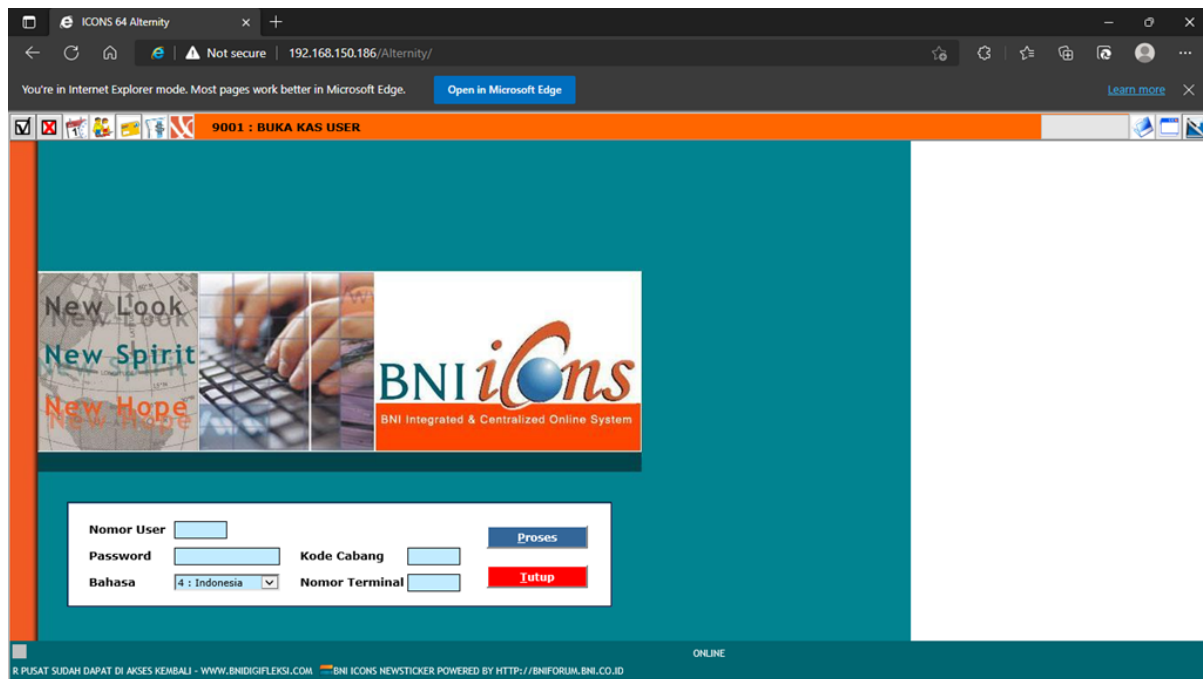 ICONS 64 Alternity
Not secure 192.168.150.186/Alternity/
You're in Internet Explorer mode. Most pages work better in Microsoft Edge. Open in Microsoft Edge Learn more
9001 : BUKA KAS USER
New Look
New Spirit
New Hope
BNI icons
BNI Integrated & Centralized Online System
Nomor User
Proses
Password Kode Cabang
Bahasa 4 : Indonesia Nomor Terminal
Tutup
ONLINE
R PUSAT SUDAH DAPAT DI AKSES KEMBALI - WWW.BNIDIGIFLEKSI.COM BNI ICONS NEWSTICKER POWERED BY HTTP://BNIFORUM.BNI.CO.ID